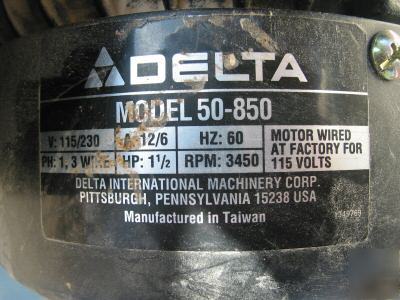 DELTA
MODEL 50-850
V: 115/230 A: 12/6 HZ: 60
PH: 1, 3 WIRE HP: 1½ RPM: 3450
MOTOR WIRED
AT FACTORY FOR
115 VOLTS
DELTA INTERNATIONAL MACHINERY CORP.
PITTSBURGH, PENNSYLVANIA 15238 USA
Manufactured in Taiwan